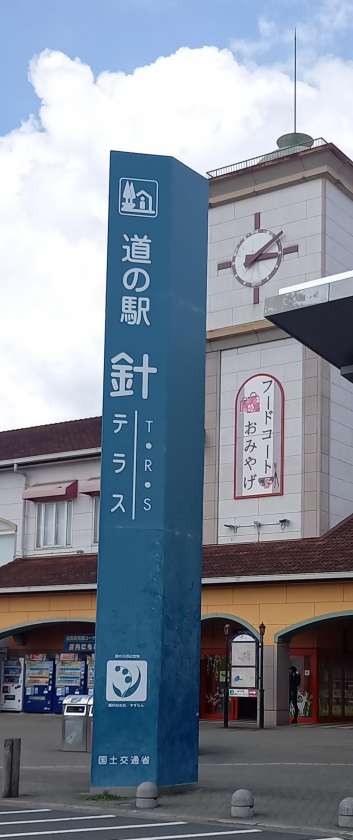 道の駅
針
テラス
T・R・S
フードコート
おみやげ
国土交通省